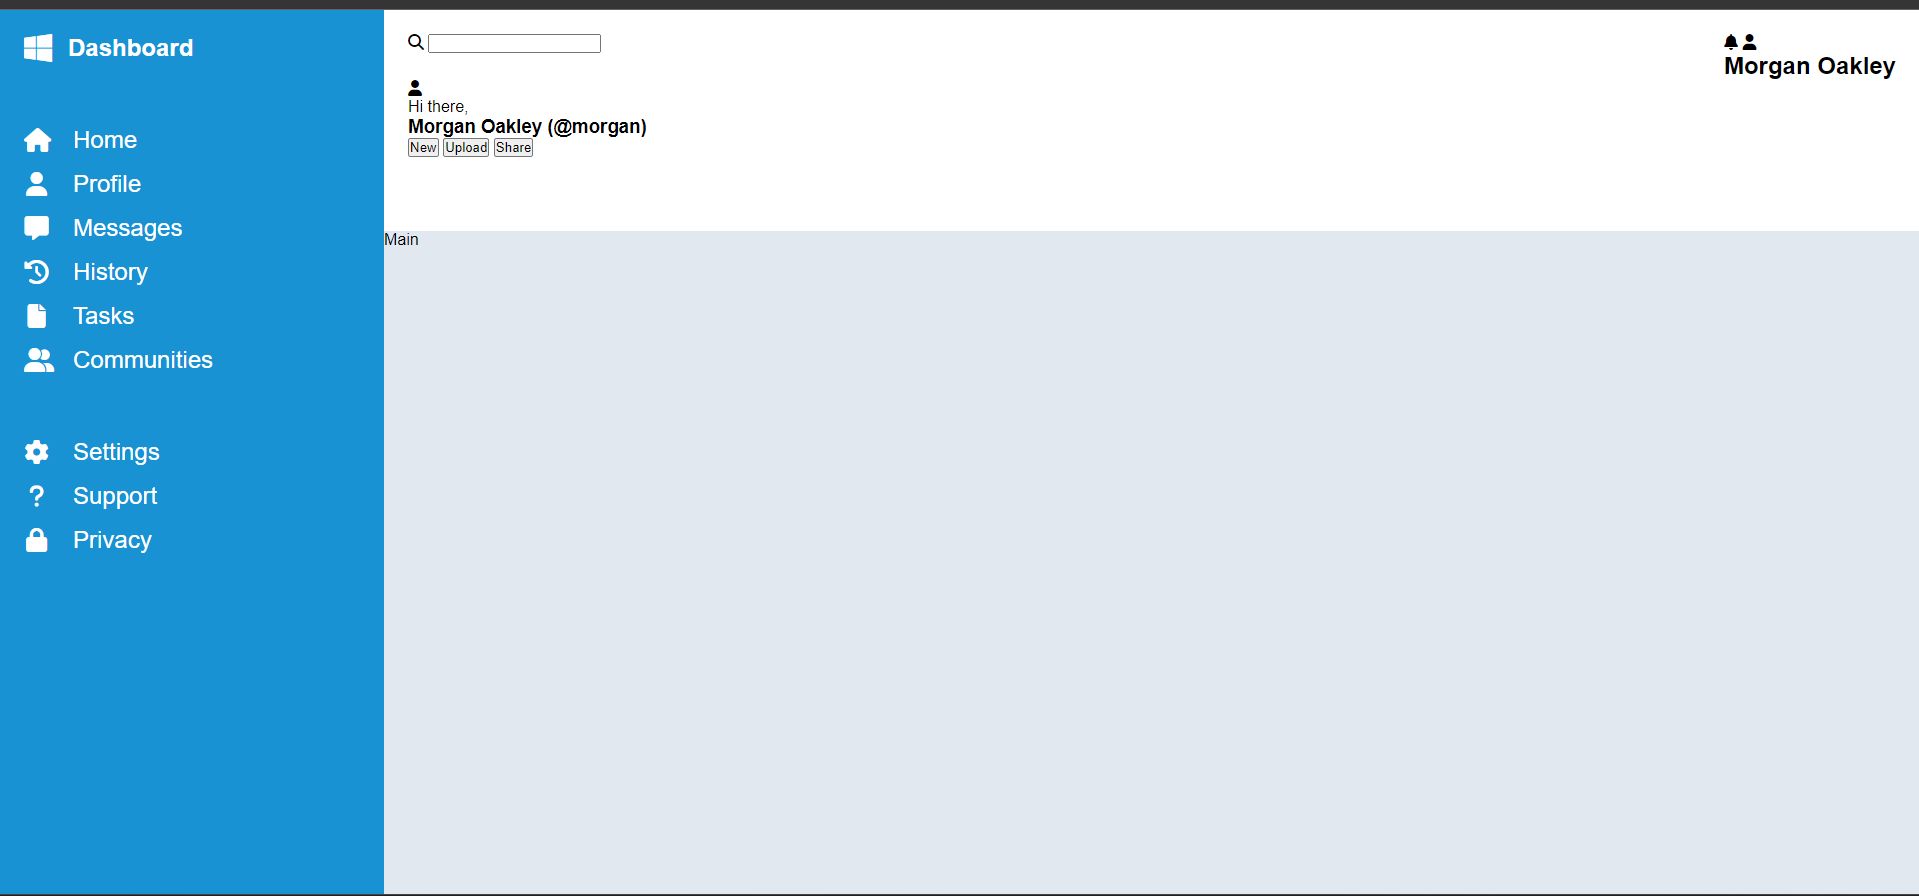 Dashboard
Home
Profile
Messages
History
Tasks
Communities
Settings
Support
Privacy
Morgan Oakley
Hi there,
Morgan Oakley (@morgan)
New Upload Share
Main